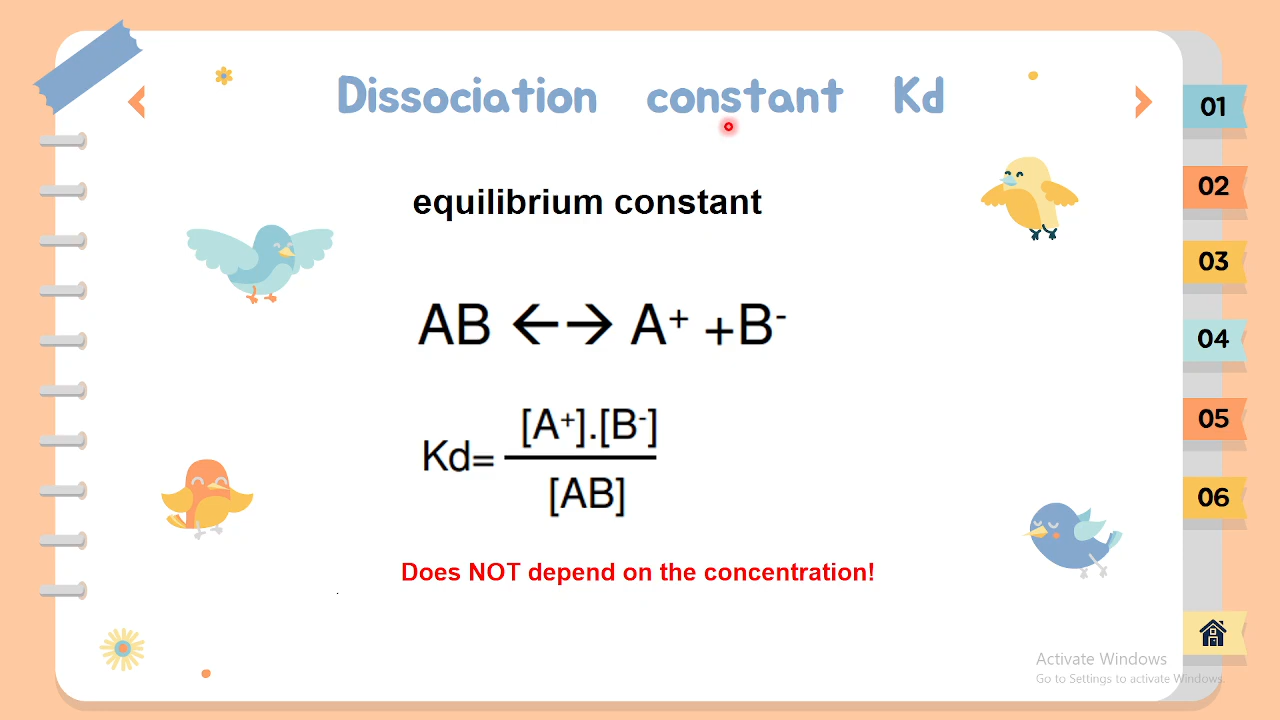 Dissociation constant Kd
equilibrium constant
AB ←→ A⁺ +B⁻
Kd= [A⁺].[B⁻]
[AB]
Does NOT depend on the concentration!
01
02
03
04
05
06
Activate Windows
Go to Settings to activate Windows.